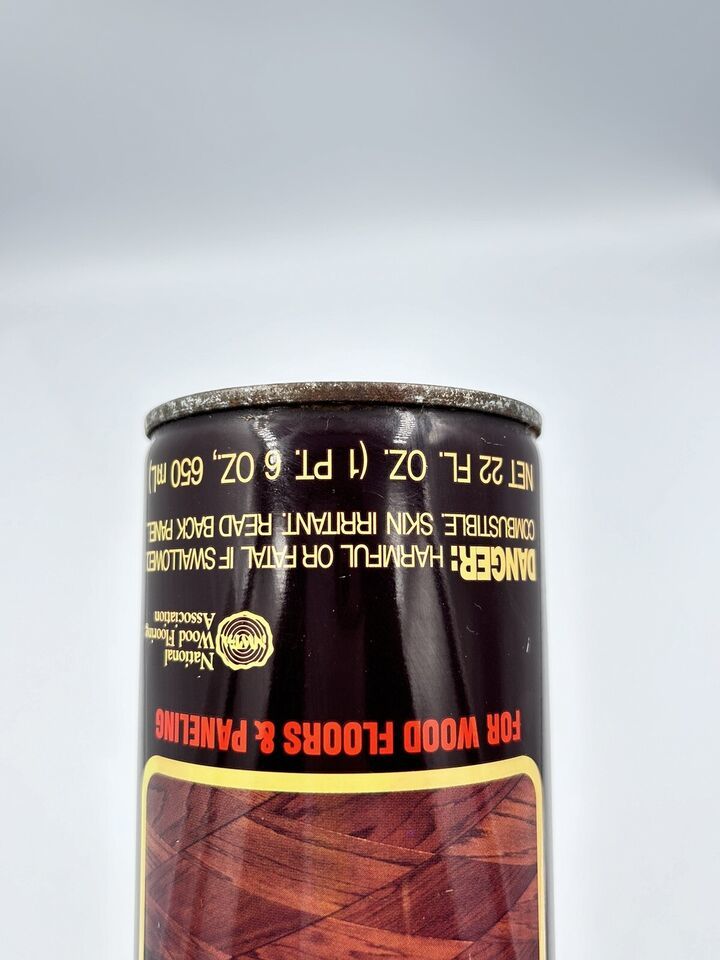 FOR WOOD FLOORS & PANELING
NWFA
National
Wood Flooring
Association
DANGER: HARMFUL OR FATAL IF SWALLOWED.
COMBUSTIBLE. SKIN IRRITANT. READ BACK PANEL.
NET 22 FL. OZ. (1 PT. 6 OZ., 650 mL)